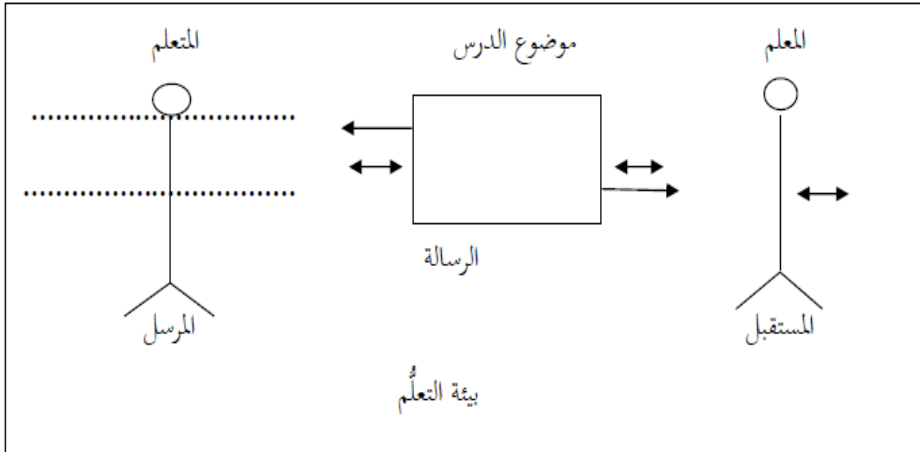 المعلم
موضوع الدرس
المتعلم
الرسالة
المستقبل
المرسل
بيئة التعلُّم